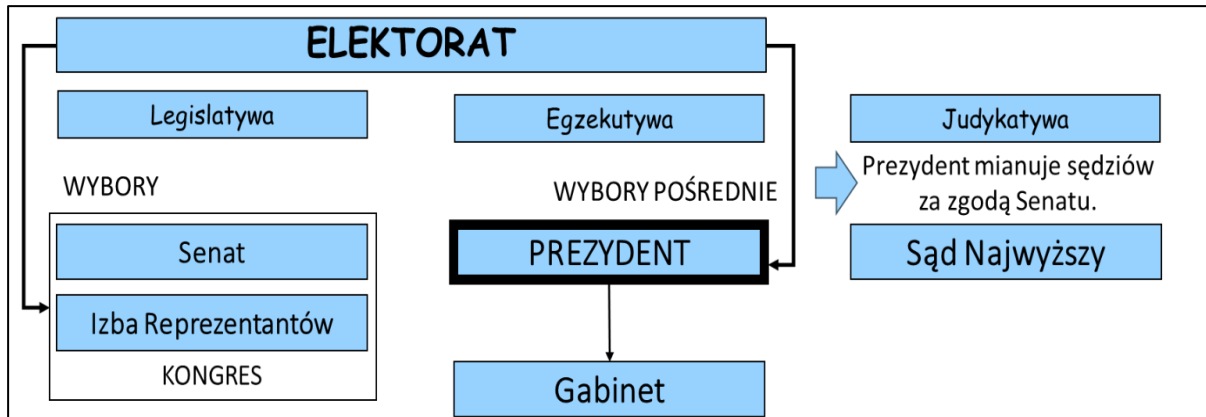 ELEKTORAT
Legislatywa
Egzekutywa
Judykatywa
WYBORY
WYBORY POŚREDNIE
Prezydent mianuje sędziów
za zgodą Senatu.
Senat
PREZYDENT
Sąd Najwyższy
Izba Reprezentantów
KONGRES
Gabinet